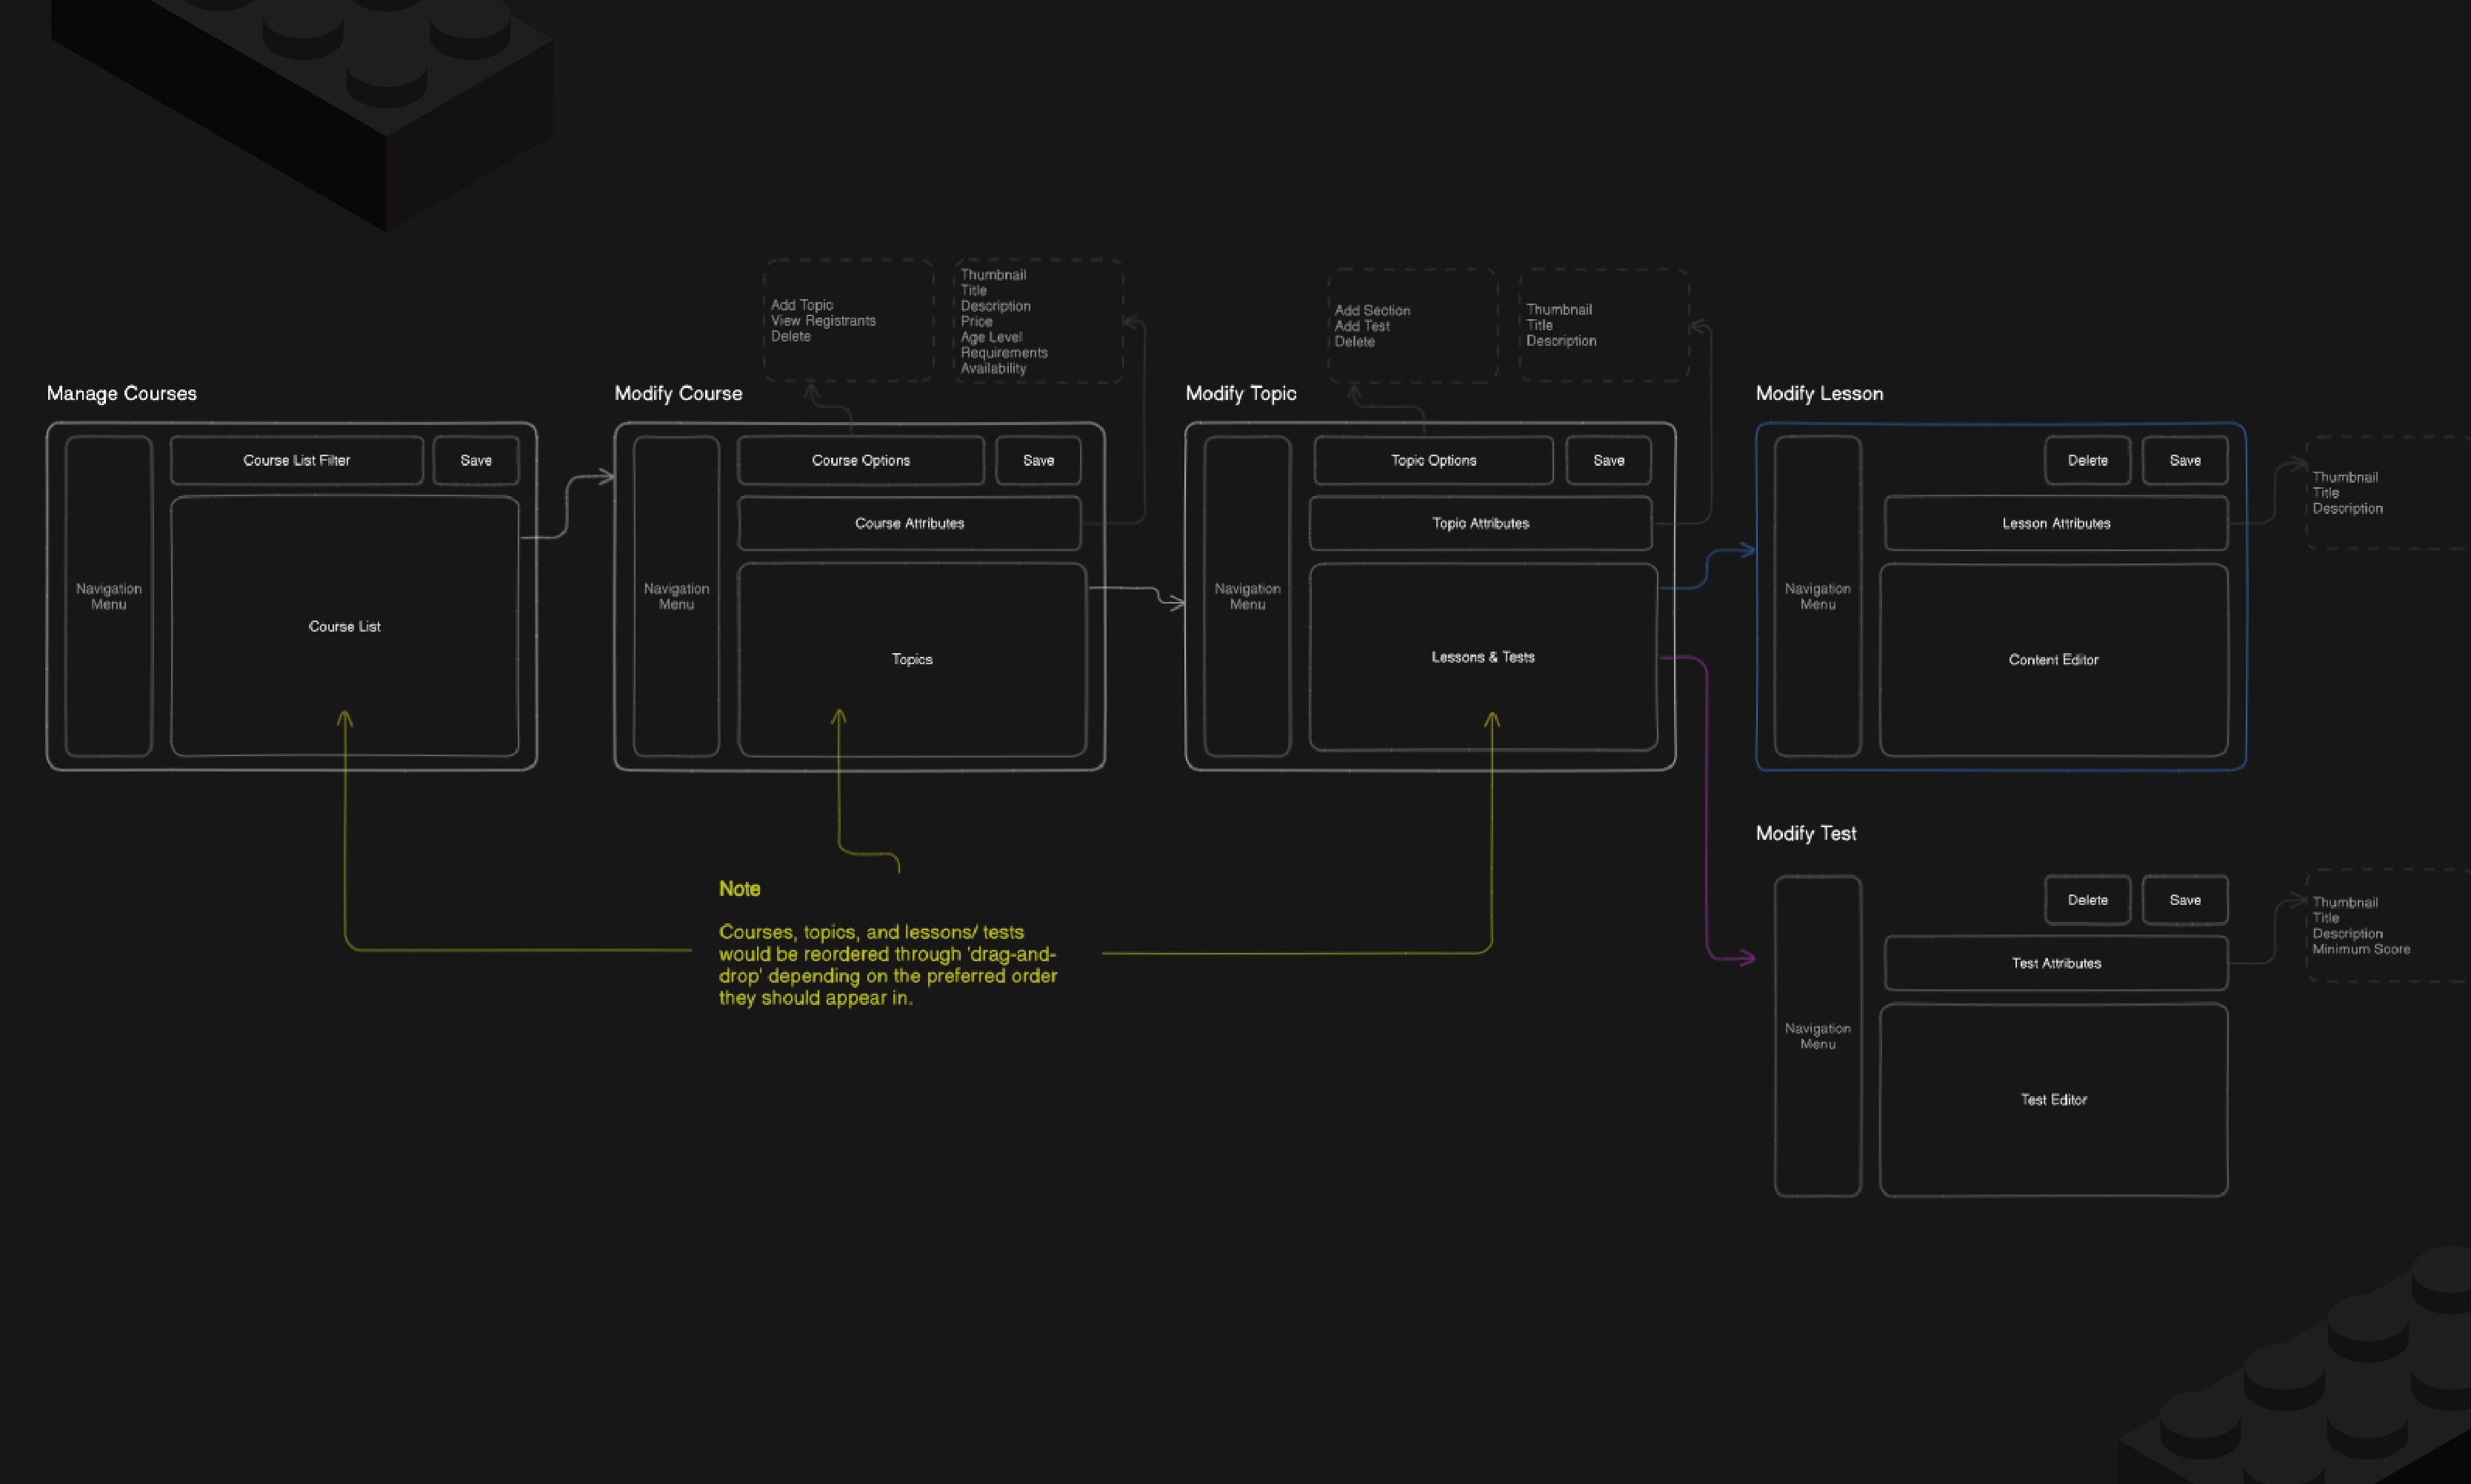 Add Topic
View Registrants
Delete
Thumbnail
Title
Description
Price
Age Level
Requirements
Availability
Add Section
Add Test
Delete
Thumbnail
Title
Description
Manage Courses
Navigation
Menu
Course List Filter
Save
Course List
Modify Course
Navigation
Menu
Course Options
Save
Course Attributes
Topics
Modify Topic
Navigation
Menu
Topic Options
Save
Topic Attributes
Lessons & Tests
Modify Lesson
Navigation
Menu
Delete
Save
Lesson Attributes
Content Editor
Thumbnail
Title
Description
Note
Courses, topics, and lessons/ tests
would be reordered through 'drag-and-
drop' depending on the preferred order
they should appear in.
Modify Test
Navigation
Menu
Delete
Save
Test Attributes
Test Editor
Thumbnail
Title
Description
Minimum Score